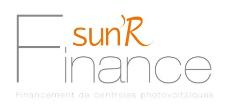 sun'R
Finance
Financement de centrales photovoltaïques